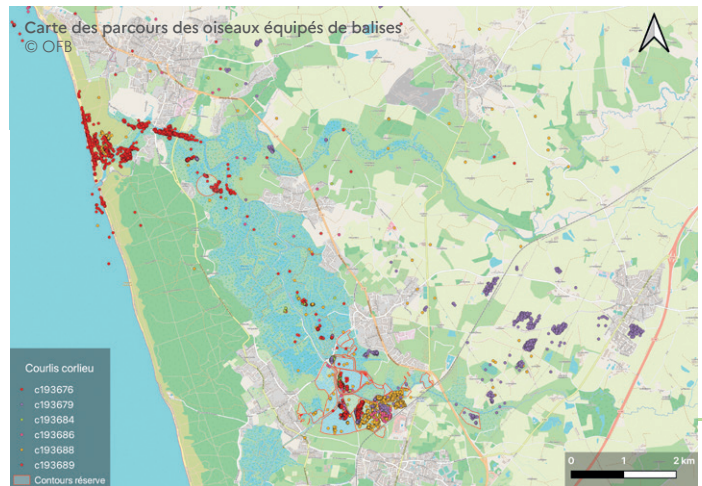 Carte des parcours des oiseaux équipés de balises
© OFB
Courlis corlieu
c193676
c193679
c193684
c193686
c193688
c193689
Contours réserve
0 1 2 km